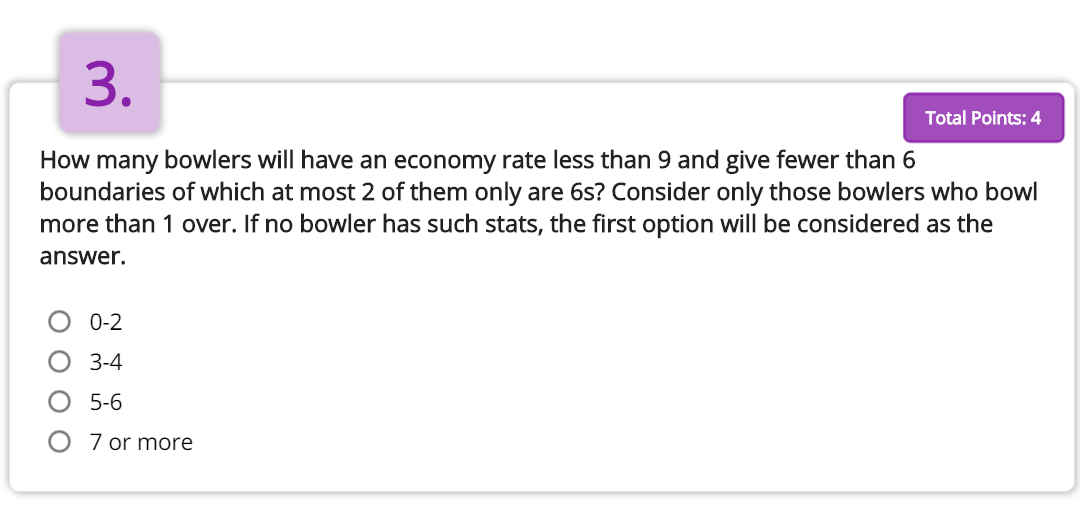 3.
Total Points: 4
How many bowlers will have an economy rate less than 9 and give fewer than 6
boundaries of which at most 2 of them only are 6s? Consider only those bowlers who bowl
more than 1 over. If no bowler has such stats, the first option will be considered as the
answer.
0-2
3-4
5-6
7 or more